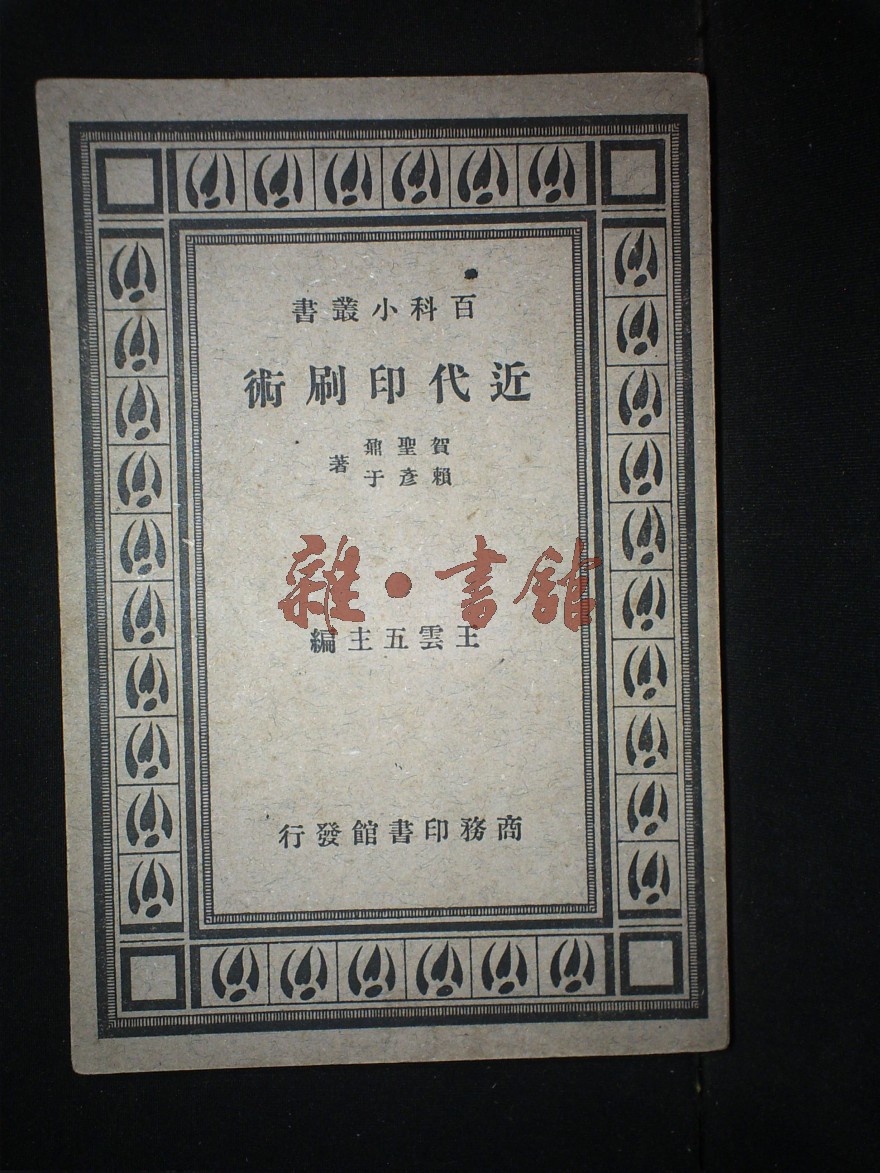 百科小叢書
近代印刷術
賀聖鼐
賴彥于
著
雜·書館
王雲五主編
商務印書館發行